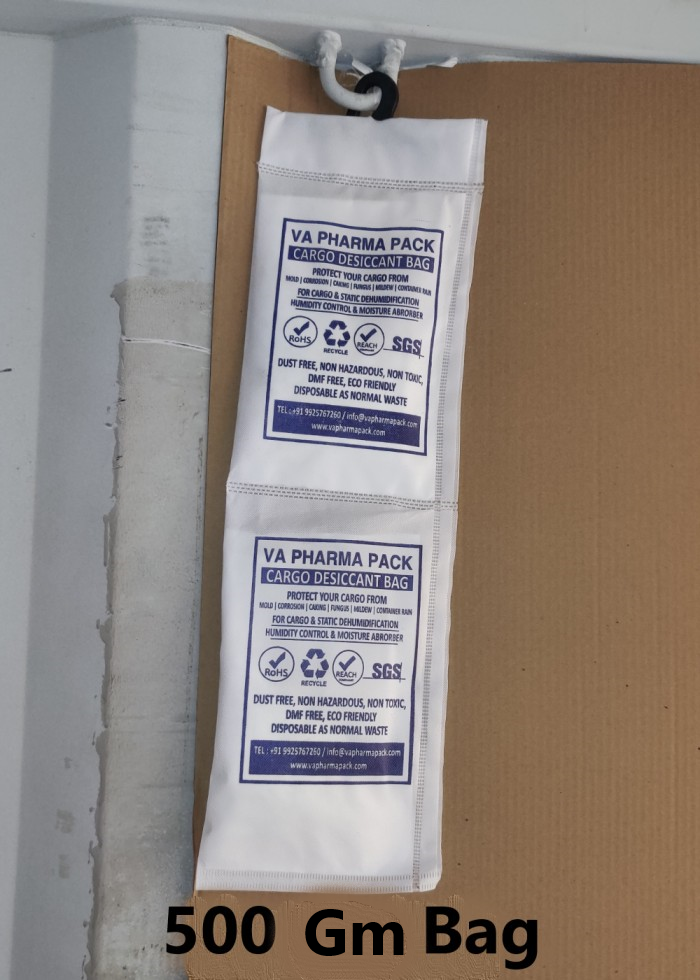 VA PHARMA PACK
CARGO DESICCANT BAG
PROTECT YOUR CARGO FROM
MOLD | CORROSION | CAKING | FUNGUS | MILDEW | CONTAINER RAIN
FOR CARGO & STATIC DEHUMIDIFICATION
HUMIDITY CONTROL & MOISTURE ABRORBER
RoHS
RECYCLE
REACH
SGS
DUST FREE, NON HAZARDOUS, NON TOXIC,
DMF FREE, ECO FRIENDLY
DISPOSABLE AS NORMAL WASTE
TEL : +91 9925767260 / info@vapharmapack.com
www.vapharmapack.com
VA PHARMA PACK
CARGO DESICCANT BAG
PROTECT YOUR CARGO FROM
MOLD | CORROSION | CAKING | FUNGUS | MILDEW | CONTAINER RAIN
FOR CARGO & STATIC DEHUMIDIFICATION
HUMIDITY CONTROL & MOISTURE ABRORBER
RoHS
RECYCLE
REACH
SGS
DUST FREE, NON HAZARDOUS, NON TOXIC,
DMF FREE, ECO FRIENDLY
DISPOSABLE AS NORMAL WASTE
TEL : +91 9925767260 / info@vapharmapack.com
www.vapharmapack.com
500 Gm Bag